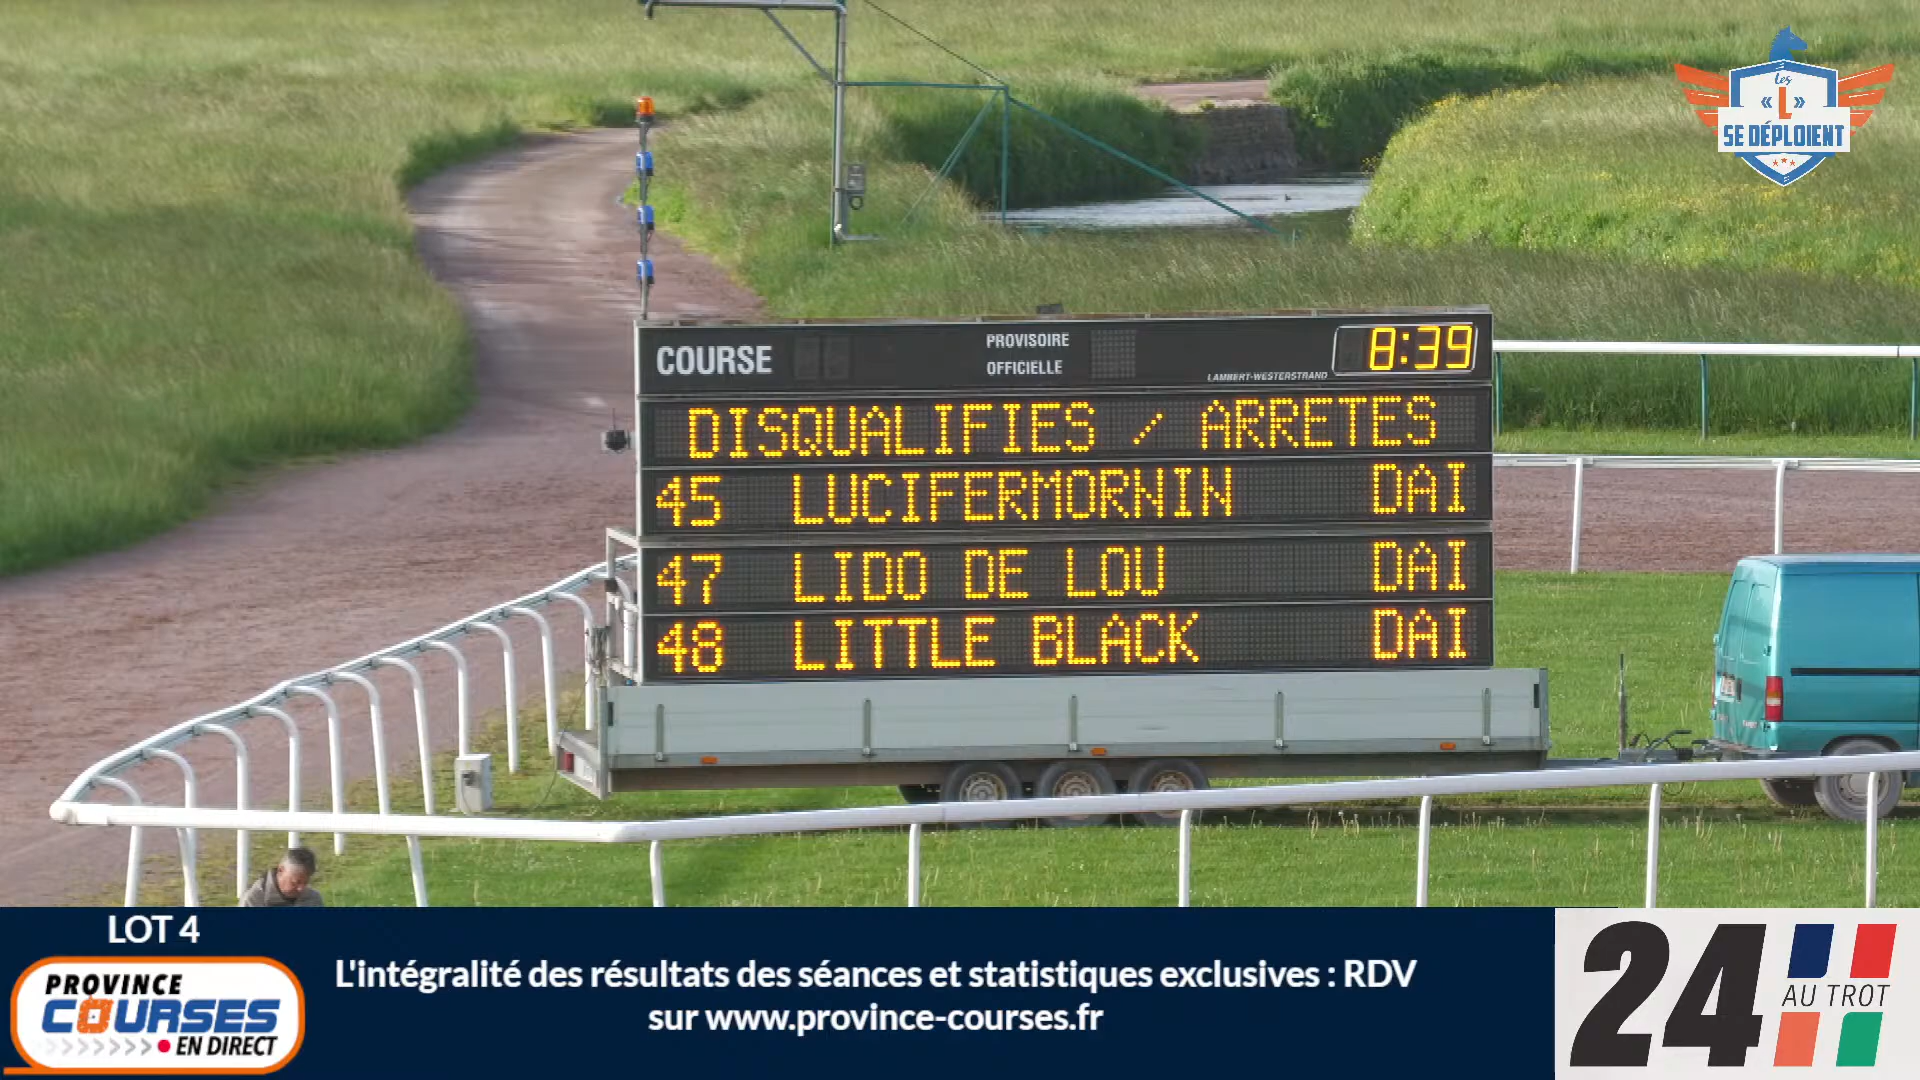 Les
« L »
SE DÉPLOIENT
COURSE
PROVISOIRE
OFFICIELLE
LAMBERT-WESTERSTRAND
8:39
DISQUALIFIES / ARRETES
45 LUCIFERMORNIN DAI
47 LIDO DE LOU DAI
48 LITTLE BLACK DAI
LOT 4
PROVINCE
COURSES
EN DIRECT
L'intégralité des résultats des séances et statistiques exclusives : RDV
sur www.province-courses.fr
24
AU TROT